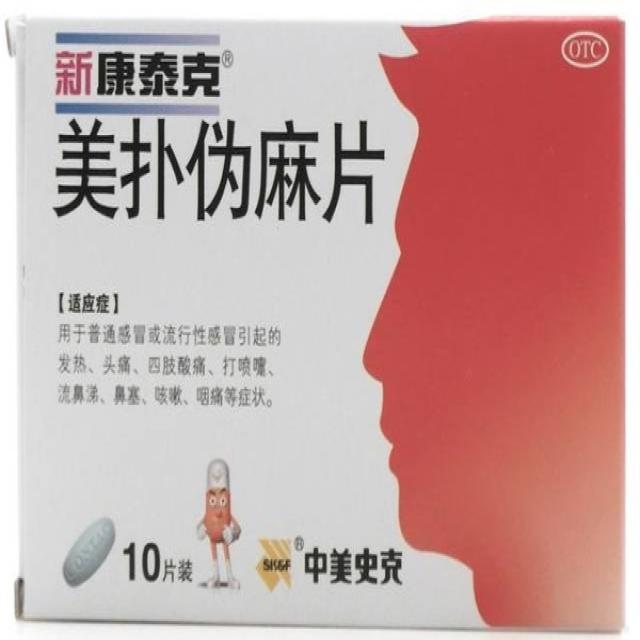 新康泰克®
OTC
美扑伪麻片
【适应症】
用于普通感冒或流行性感冒引起的
发热、头痛、四肢酸痛、打喷嚏、
流鼻涕、鼻塞、咳嗽、咽痛等症状。
CONTAC
10片装
SK&F®
中美史克